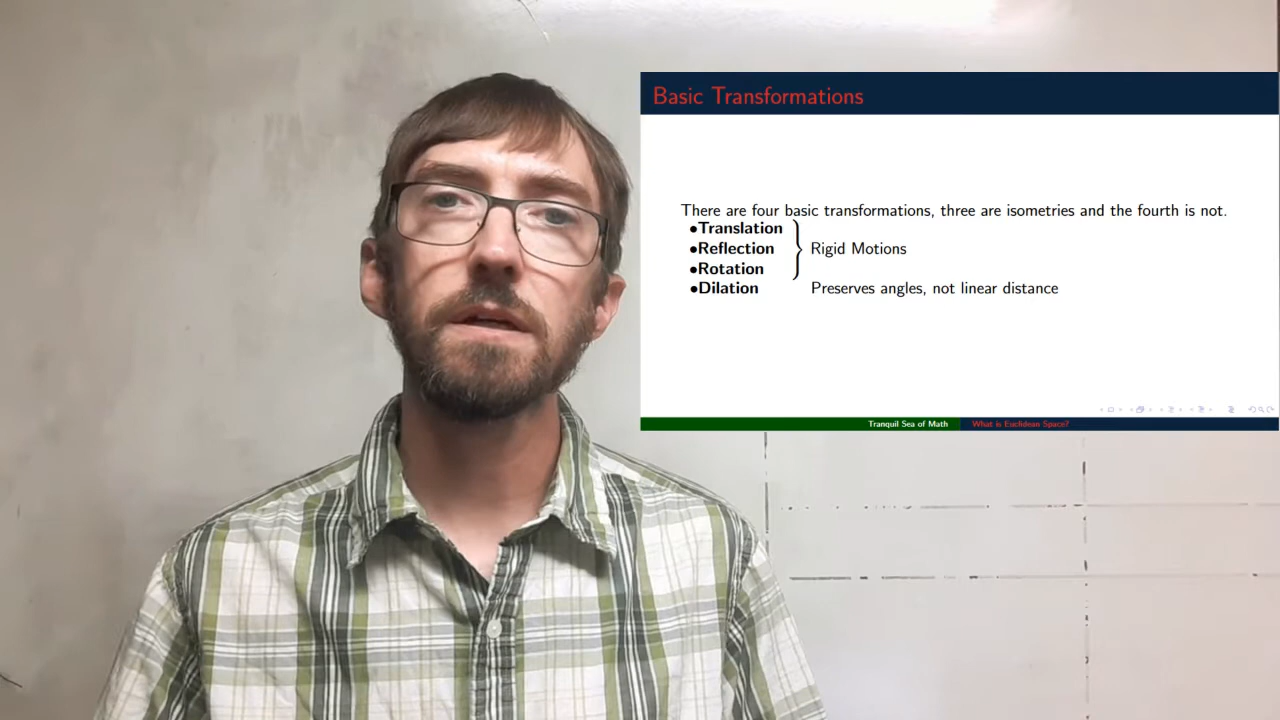 Basic Transformations
There are four basic transformations, three are isometries and the fourth is not.
•Translation
•Reflection
•Rotation
Rigid Motions
•Dilation Preserves angles, not linear distance
Tranquil Sea of Math What is Euclidean Space?